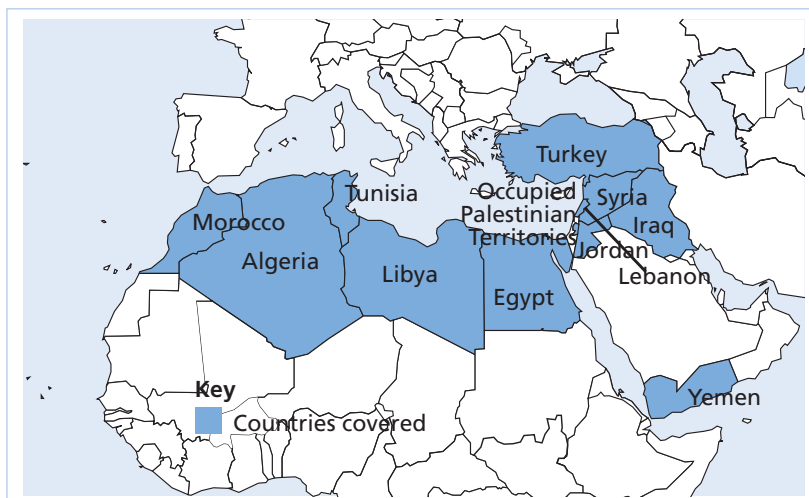 Turkey
Tunisia
Occupied
Palestinian
Territories
Syria
Iraq
Morocco
Jordan
Lebanon
Algeria
Libya
Egypt
Yemen
Key
Countries covered